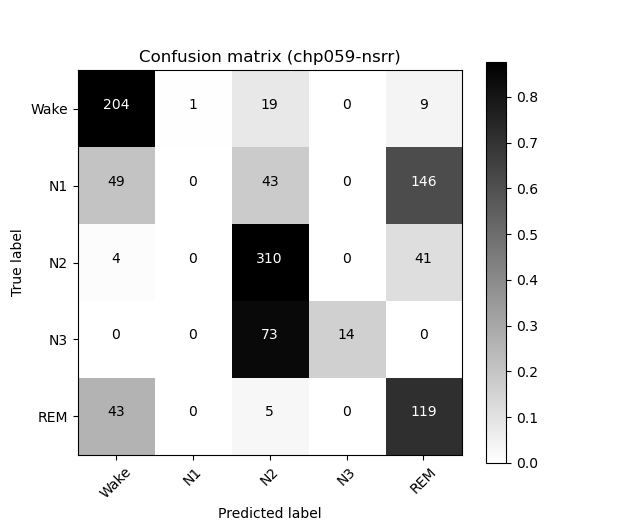 Confusion matrix (chp059-nsrr)
Wake 204 1 19 0 9
N1 49 0 43 0 146
N2 4 0 310 0 41
N3 0 0 73 14 0
REM 43 0 5 0 119
Wake N1 N2 N3 REM
Predicted label
True label
0.8
0.7
0.6
0.5
0.4
0.3
0.2
0.1
0.0